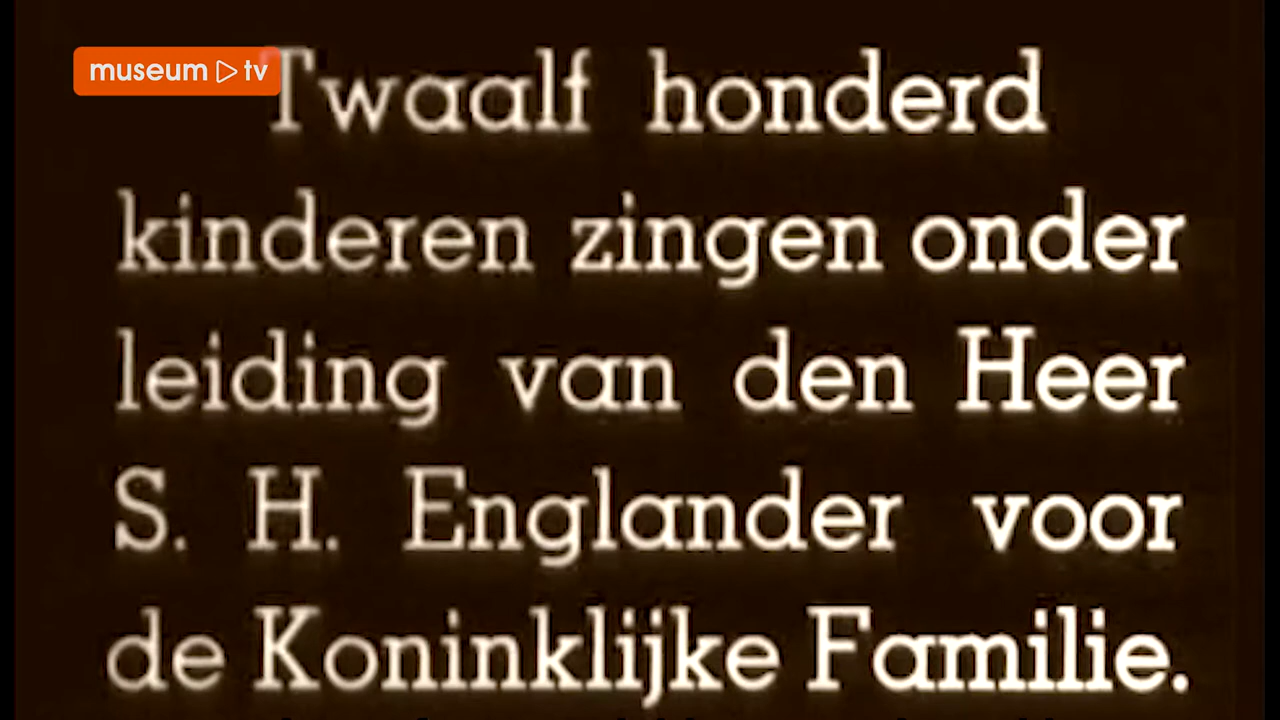 museum tv
Twaalf honderd
kinderen zingen onder
leiding van den Heer
S. H. Englander voor
de Koninklijke Familie.